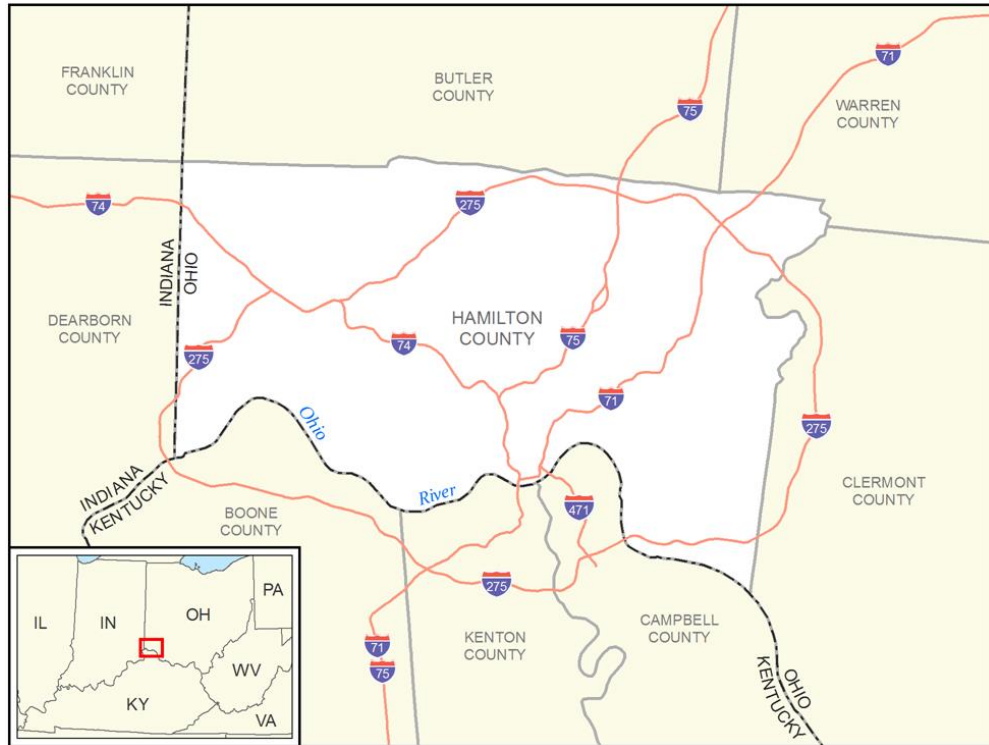 FRANKLIN
COUNTY
BUTLER
COUNTY
71
75
WARREN
COUNTY
74
275
INDIANA
OHIO
DEARBORN
COUNTY
HAMILTON
COUNTY
275
74
75
71
275
Ohio
River
INDIANA
KENTUCKY
BOONE
COUNTY
471
CLERMONT
COUNTY
275
KENTON
COUNTY
CAMPBELL
COUNTY
71
75
OHIO
KENTUCKY
IL
IN
OH
PA
WV
KY
VA